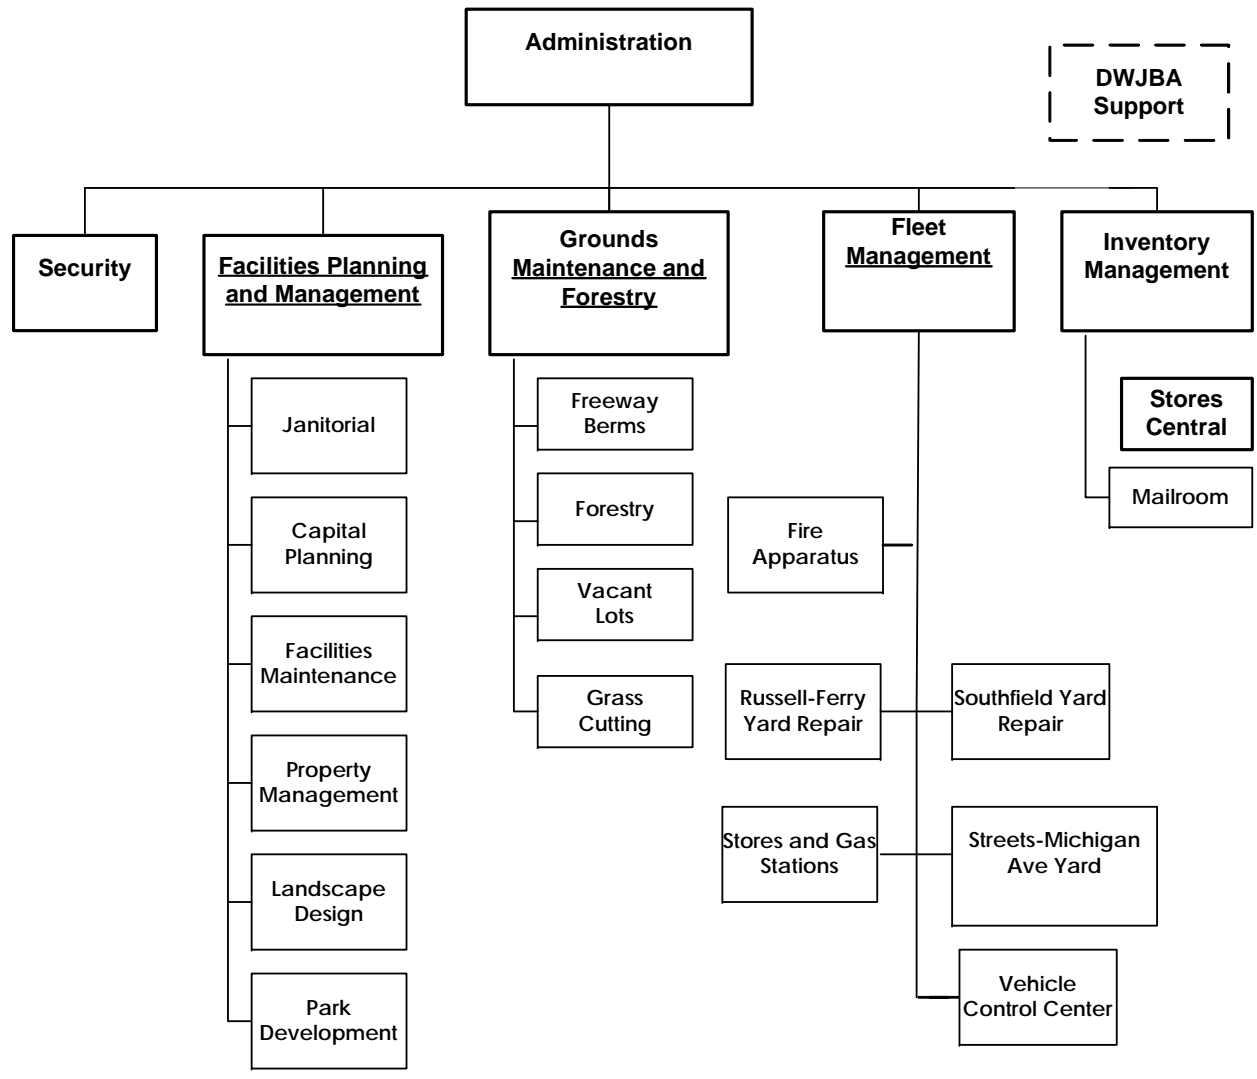 Administration
DWJBA
Support
Security
Facilities Planning
and Management
Grounds
Maintenance and
Forestry
Fleet
Management
Inventory
Management
Janitorial
Capital
Planning
Facilities
Maintenance
Property
Management
Landscape
Design
Park
Development
Freeway
Berms
Forestry
Vacant
Lots
Grass
Cutting
Fire
Apparatus
Russell-Ferry
Yard Repair
Southfield Yard
Repair
Stores and Gas
Stations
Streets-Michigan
Ave Yard
Vehicle
Control Center
Stores
Central
Mailroom